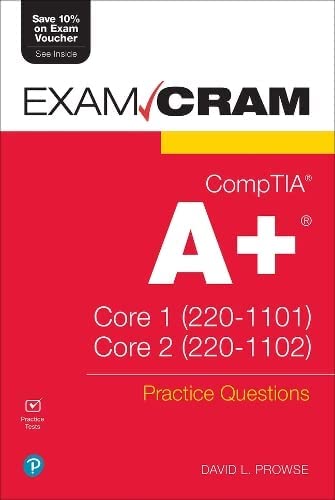 Save 10%
on Exam
Voucher
See Inside
EXAM✓CRAM
CompTIA®
A+®
Core 1 (220-1101)
Core 2 (220-1102)
Practice Questions
Practice
Tests
P
DAVID L. PROWSE